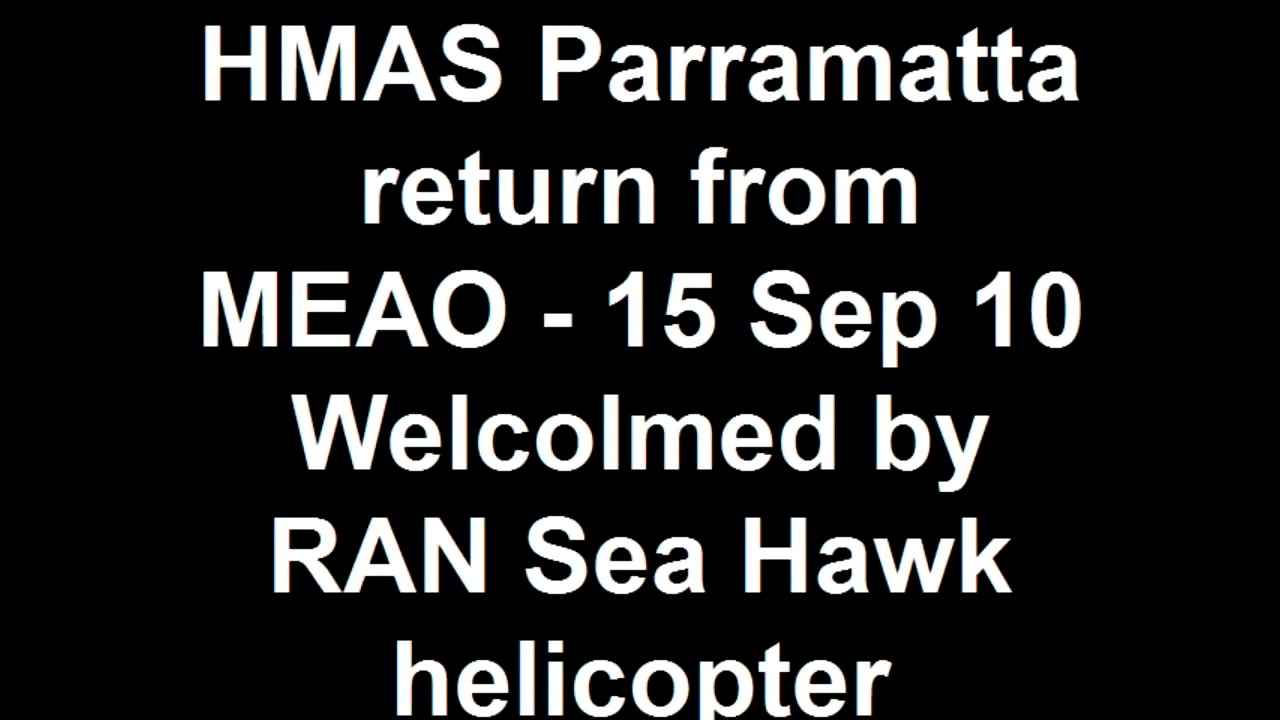 HMAS Parramatta
return from
MEAO - 15 Sep 10
Welcolmed by
RAN Sea Hawk
helicopter